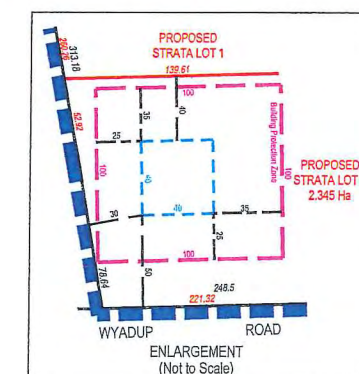 PROPOSED
STRATA LOT 1
260.26
313.18
139.61
100
35
40
52.92
25
Building Protection Zone
100
100
PROPOSED
STRATA LOT
2.345 Ha
40
40
30
35
25
100
78.64
50
248.5
221.32
WYADUP ROAD
ENLARGEMENT
(Not to Scale)